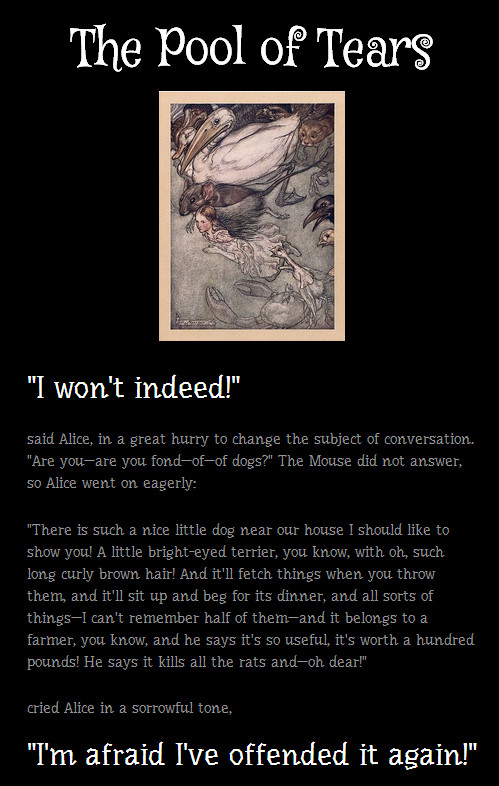 The Pool of Tears
"I won't indeed!"
said Alice, in a great hurry to change the subject of conversation.
"Are you—are you fond—of—of dogs?" The Mouse did not answer,
so Alice went on eagerly:
"There is such a nice little dog near our house I should like to
show you! A little bright-eyed terrier, you know, with oh, such
long curly brown hair! And it'll fetch things when you throw
them, and it'll sit up and beg for its dinner, and all sorts of
things—I can't remember half of them—and it belongs to a
farmer, you know, and he says it's so useful, it's worth a hundred
pounds! He says it kills all the rats and—oh dear!"
cried Alice in a sorrowful tone,
"I'm afraid I've offended it again!"